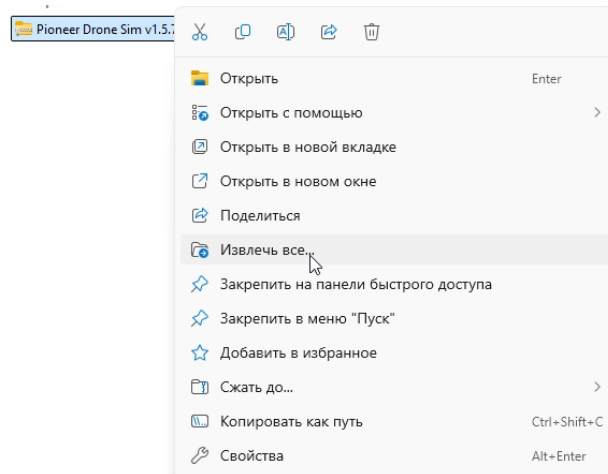 Pioneer Drone Sim v1.5.7
Открыть Enter
Открыть с помощью
Открыть в новой вкладке
Открыть в новом окне
Поделиться
Извлечь все...
Закрепить на панели быстрого доступа
Закрепить в меню "Пуск"
Добавить в избранное
Сжать до...
Копировать как путь Ctrl+Shift+C
Свойства Alt+Enter